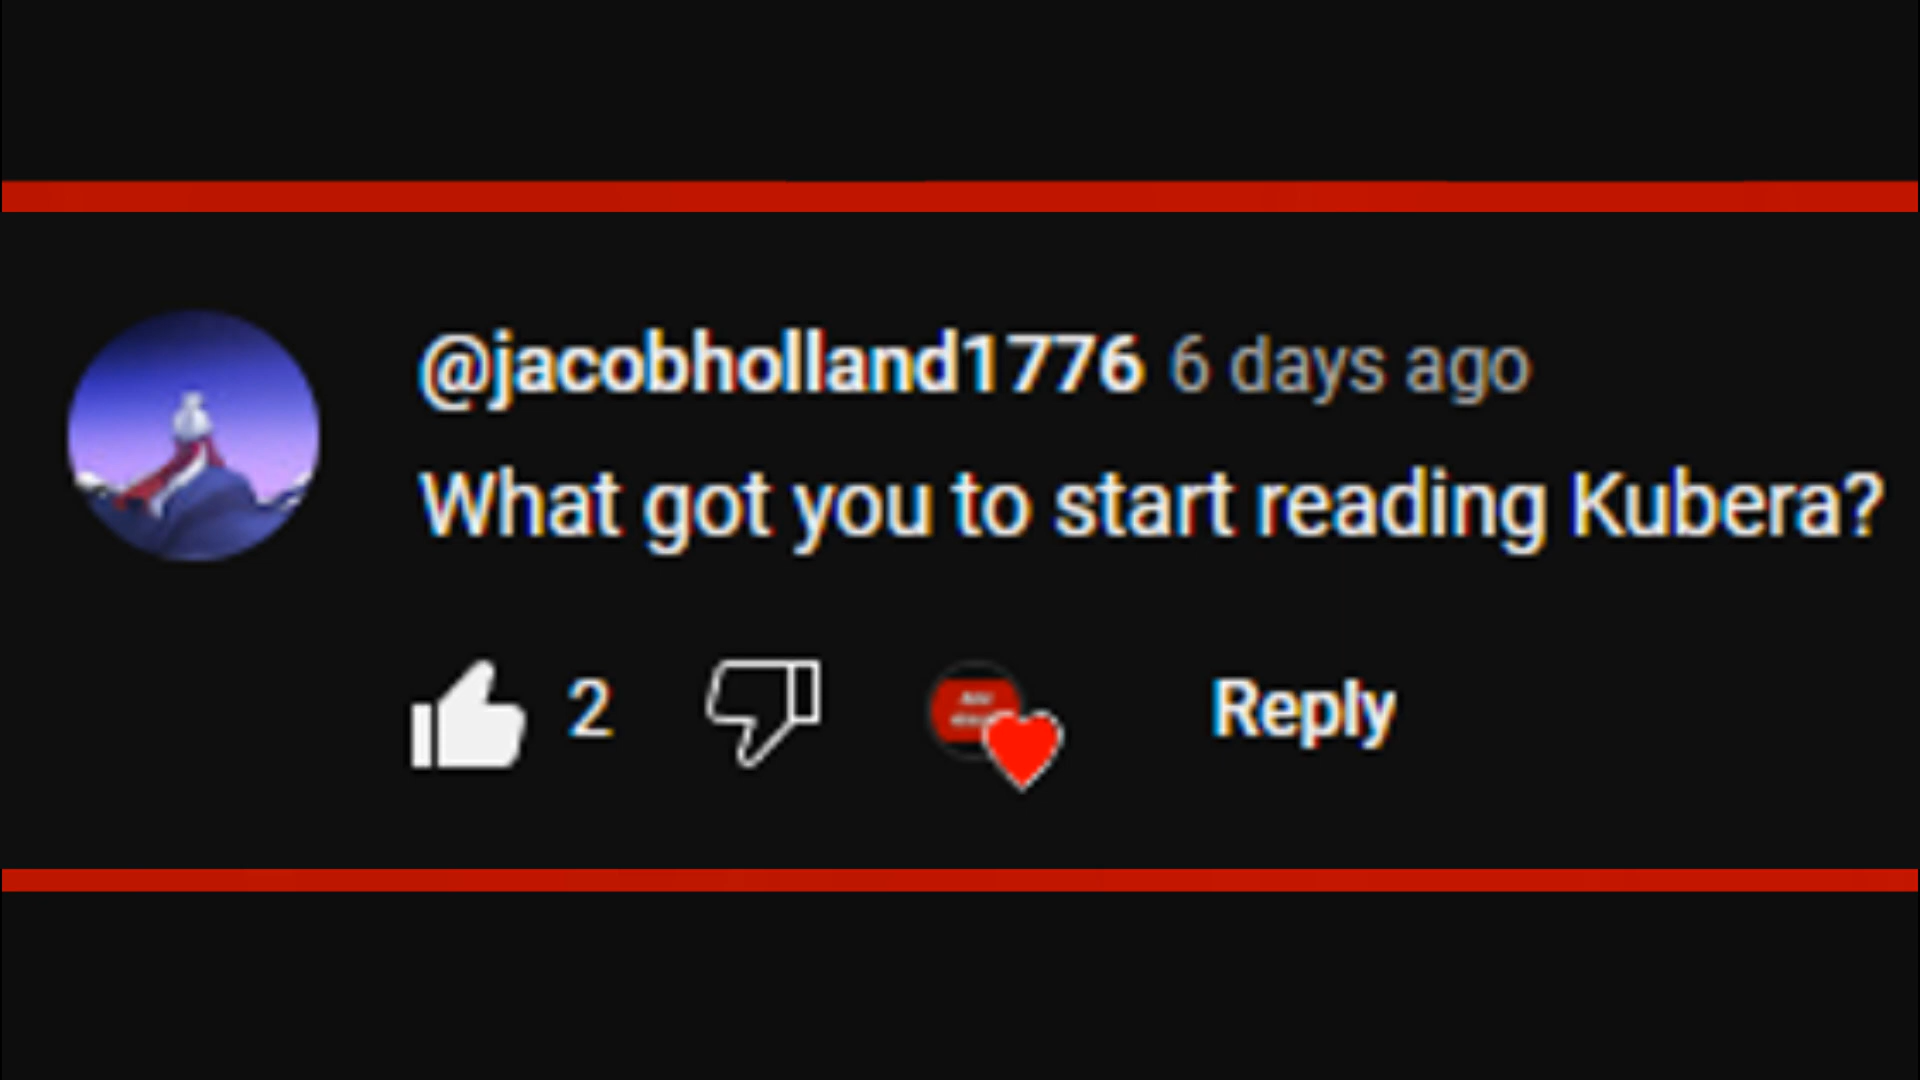 @jacobholland1776 6 days ago
What got you to start reading Kubera?
2 Reply